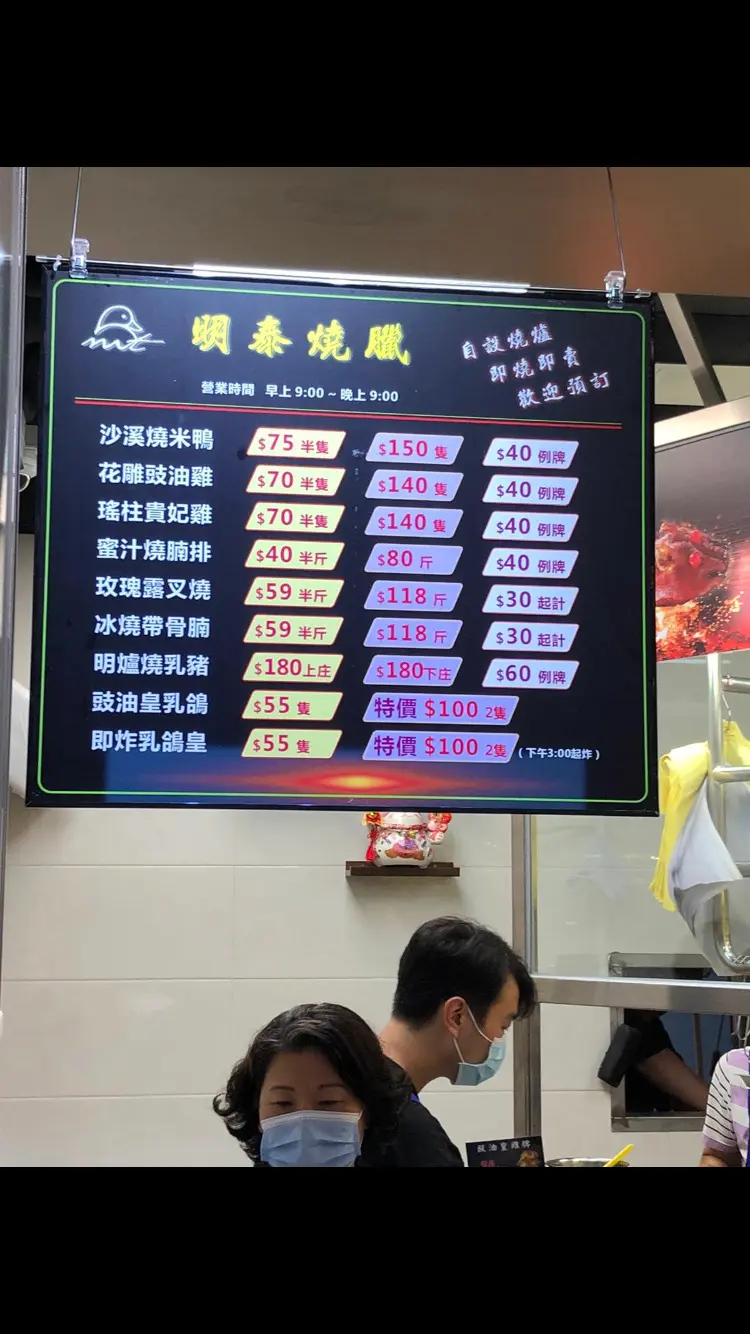 mt
明泰燒臘
自設燒爐
即燒即賣
歡迎預訂
營業時間 早上9:00 ~ 晚上9:00
沙溪燒米鴨 $75 半隻 $150 隻 $40 例牌
花雕豉油雞 $70 半隻 $140 隻 $40 例牌
瑤柱貴妃雞 $70 半隻 $140 隻 $40 例牌
蜜汁燒腩排 $40 半斤 $80 斤 $40 例牌
玫瑰露叉燒 $59 半斤 $118 斤 $30 起計
冰燒帶骨腩 $59 半斤 $118 斤 $30 起計
明爐燒乳豬 $180上庄 $180下庄 $60 例牌
豉油皇乳鴿 $55 隻 特價 $100 2隻
即炸乳鴿皇 $55 隻 特價 $100 2隻 (下午3:00起炸)
豉油皇雞脾